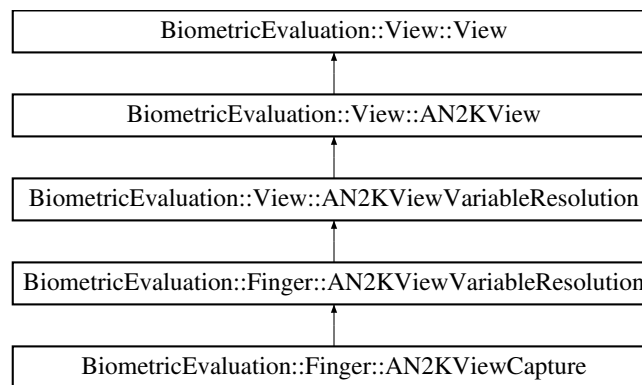 BiometricEvaluation::View::View
BiometricEvaluation::View::AN2KView
BiometricEvaluation::View::AN2KViewVariableResolution
BiometricEvaluation::Finger::AN2KViewVariableResolution
BiometricEvaluation::Finger::AN2KViewCapture